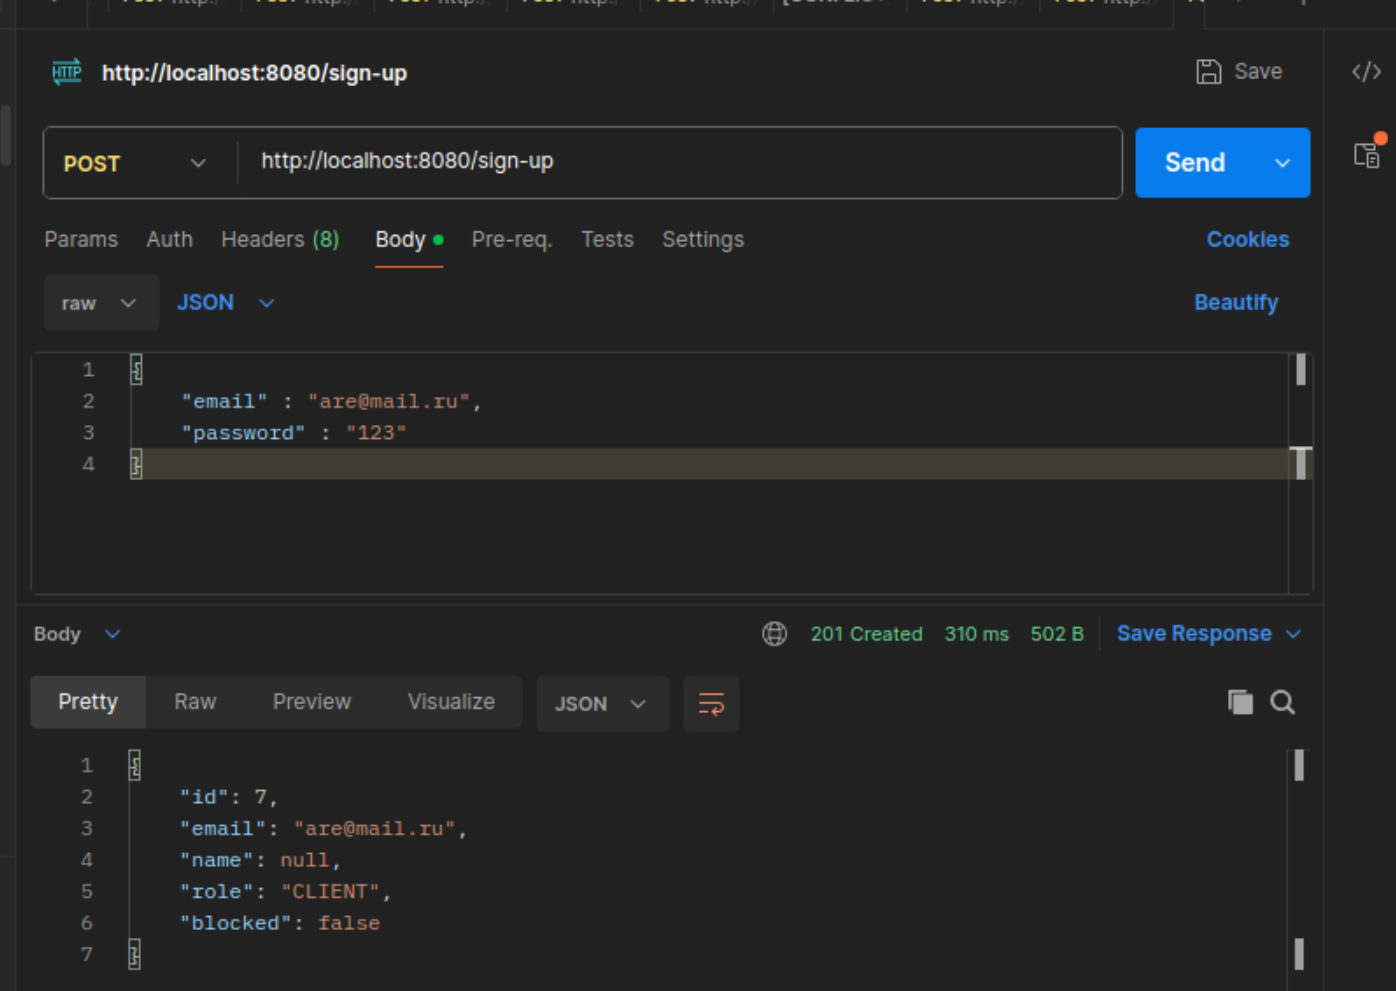 HTTP http://localhost:8080/sign-up Save </>
POST http://localhost:8080/sign-up Send
Params Auth Headers (8) Body Pre-req. Tests Settings Cookies
raw JSON Beautify
1 {
2 "email" : "are@mail.ru",
3 "password" : "123"
4 }
Body 201 Created 310 ms 502 B Save Response
Pretty Raw Preview Visualize JSON
1 {
2 "id": 7,
3 "email": "are@mail.ru",
4 "name": null,
5 "role": "CLIENT",
6 "blocked": false
7 }